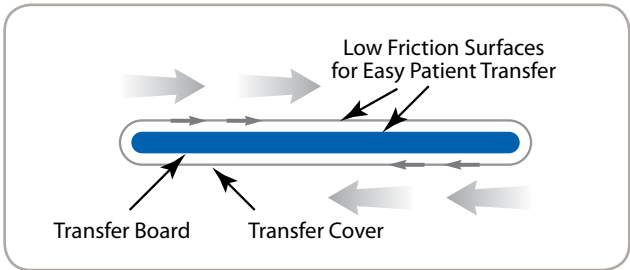 Low Friction Surfaces
for Easy Patient Transfer
Transfer Board
Transfer Cover